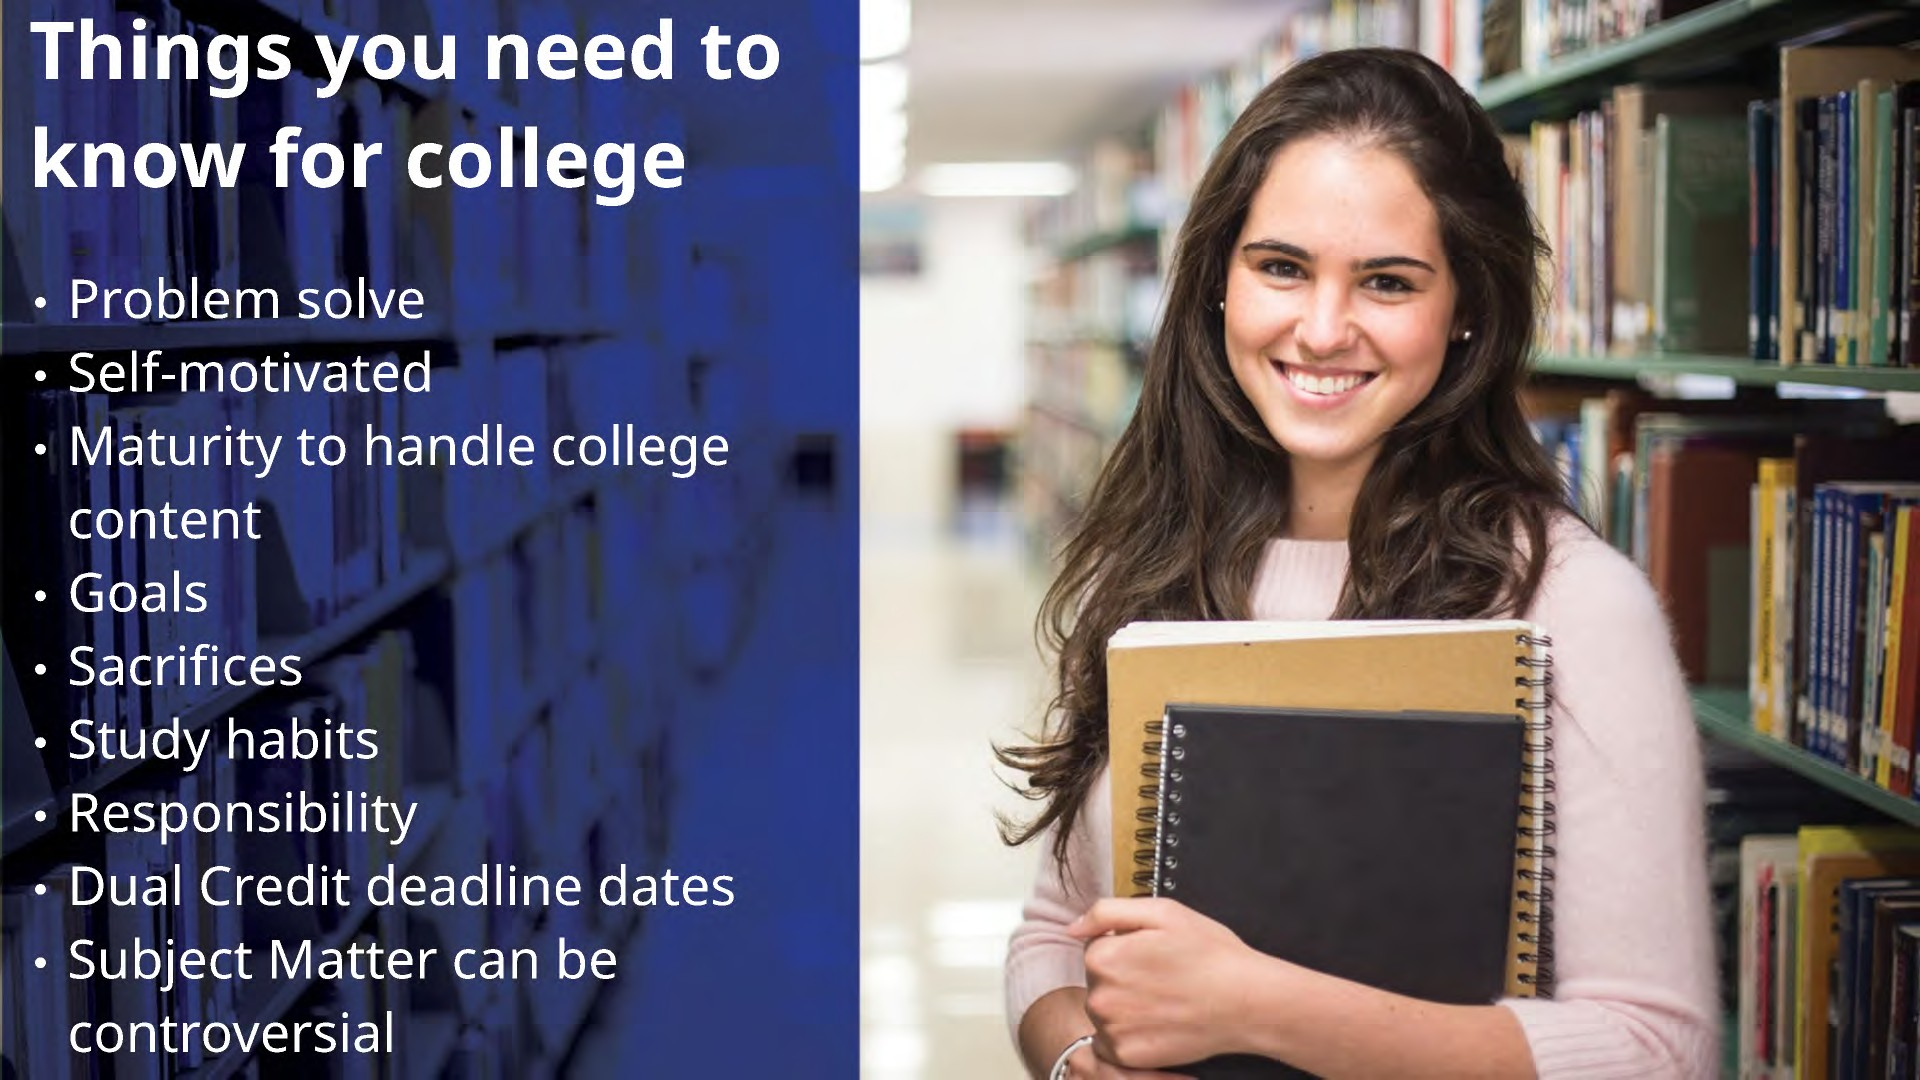 Things you need to
know for college
• Problem solve
• Self-motivated
• Maturity to handle college
content
• Goals
• Sacrifices
• Study habits
• Responsibility
• Dual Credit deadline dates
• Subject Matter can be
controversial